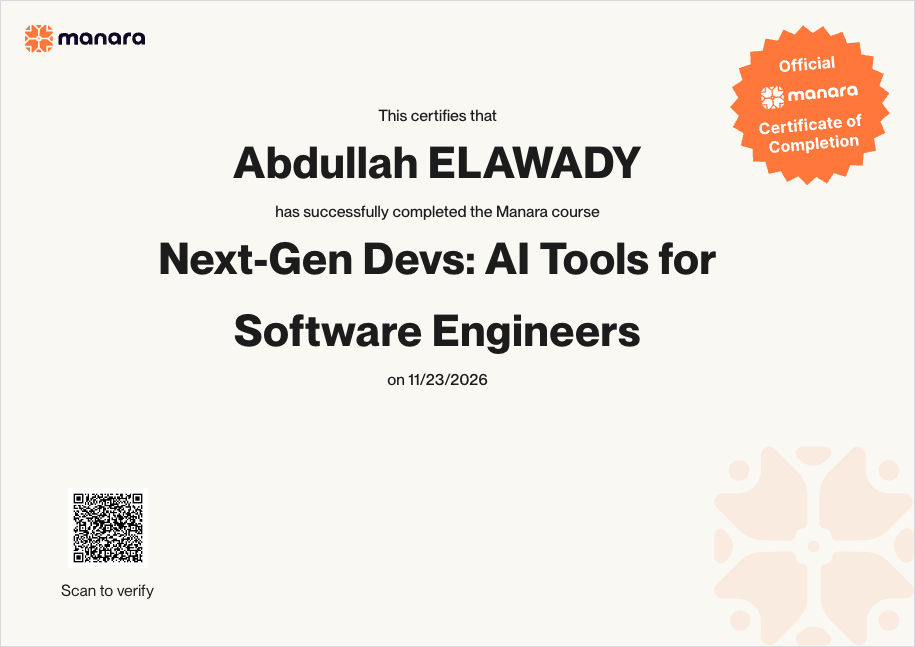 manara
Official
manara
Certificate of
Completion
This certifies that
Abdullah ELAWADY
has successfully completed the Manara course
Next-Gen Devs: AI Tools for
Software Engineers
on 11/23/2026
Scan to verify